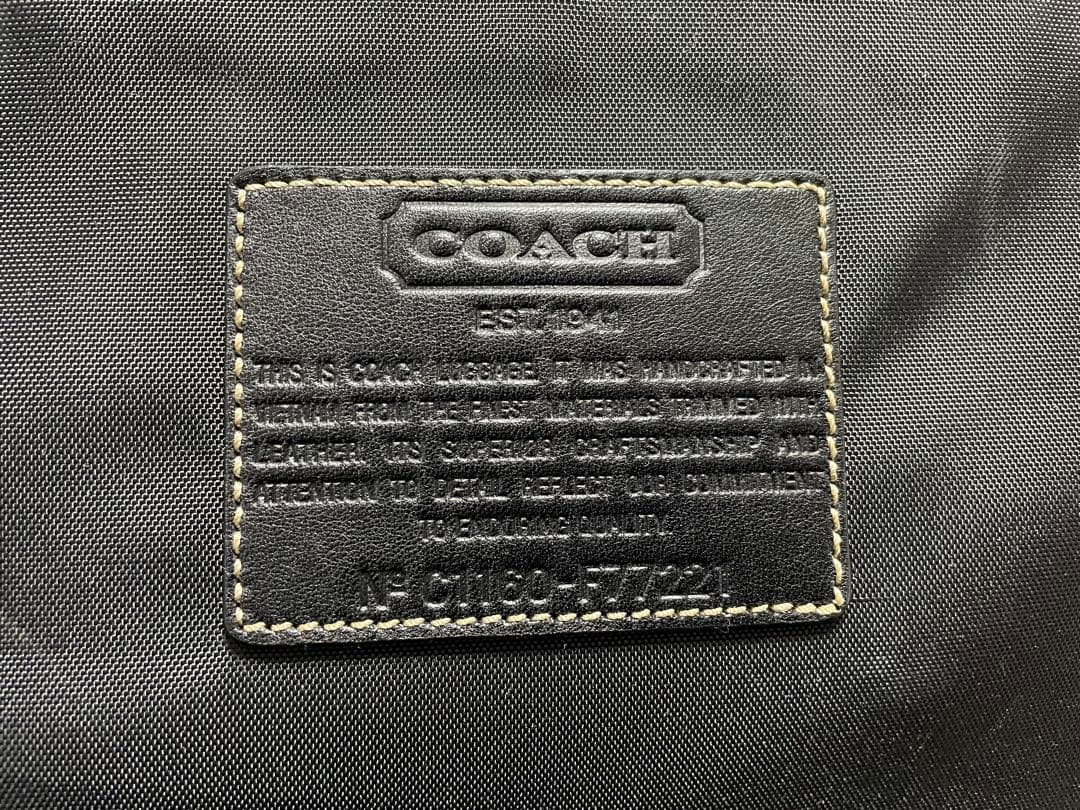 COACH
EST. 1941
THIS IS COACH LUGGAGE. IT WAS HANDCRAFTED IN
VIETNAM FROM THE FINEST MATERIALS TRIMMED WITH
LEATHER. ITS SUPERIOR CRAFTSMANSHIP AND
ATTENTION TO DETAIL REFLECT OUR COMMITMENT
TO ENDURING QUALITY.
Nº C1160-F77221